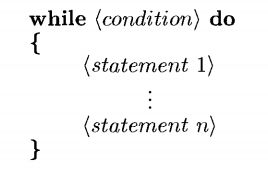 while ⟨condition⟩ do
{
⟨statement 1⟩
⋮
⟨statement n⟩
}